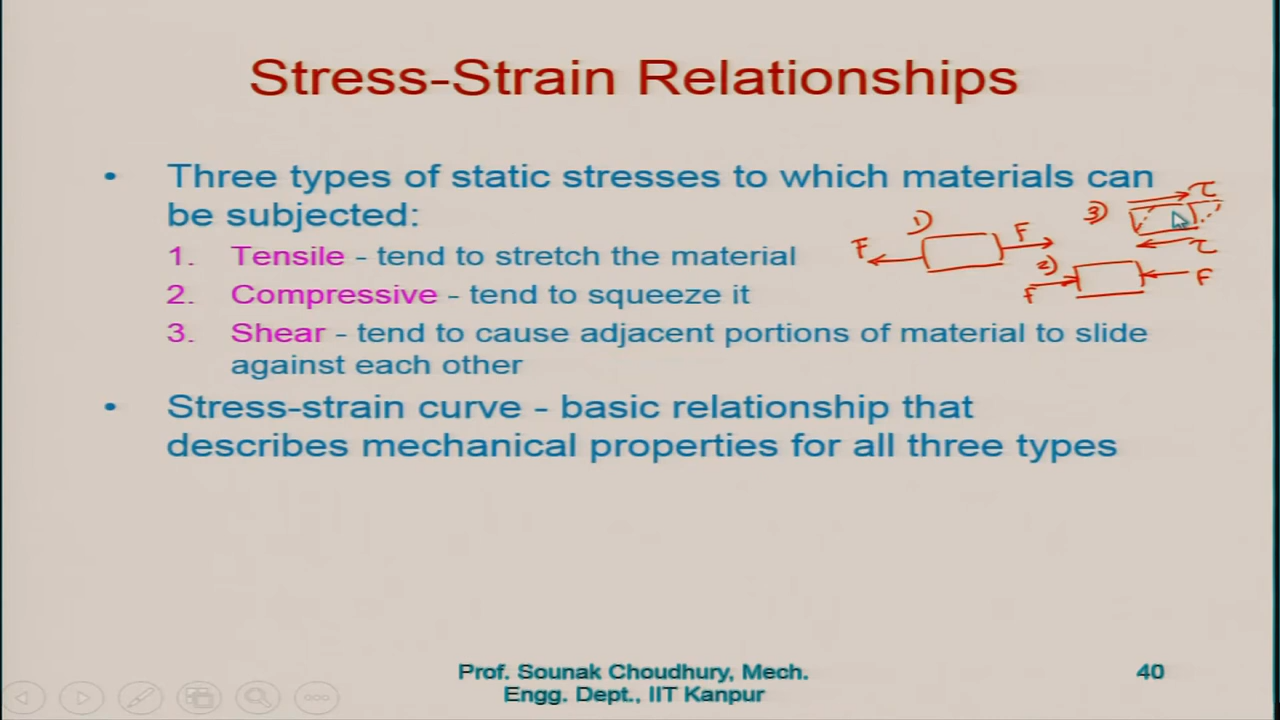 Stress-Strain Relationships
• Three types of static stresses to which materials can
be subjected:
1. Tensile - tend to stretch the material
2. Compressive - tend to squeeze it
3. Shear - tend to cause adjacent portions of material to slide
against each other
• Stress-strain curve - basic relationship that
describes mechanical properties for all three types
1)
F
F
2)
F
F
3)
τ
τ
Prof. Sounak Choudhury, Mech.
Engg. Dept., IIT Kanpur
40